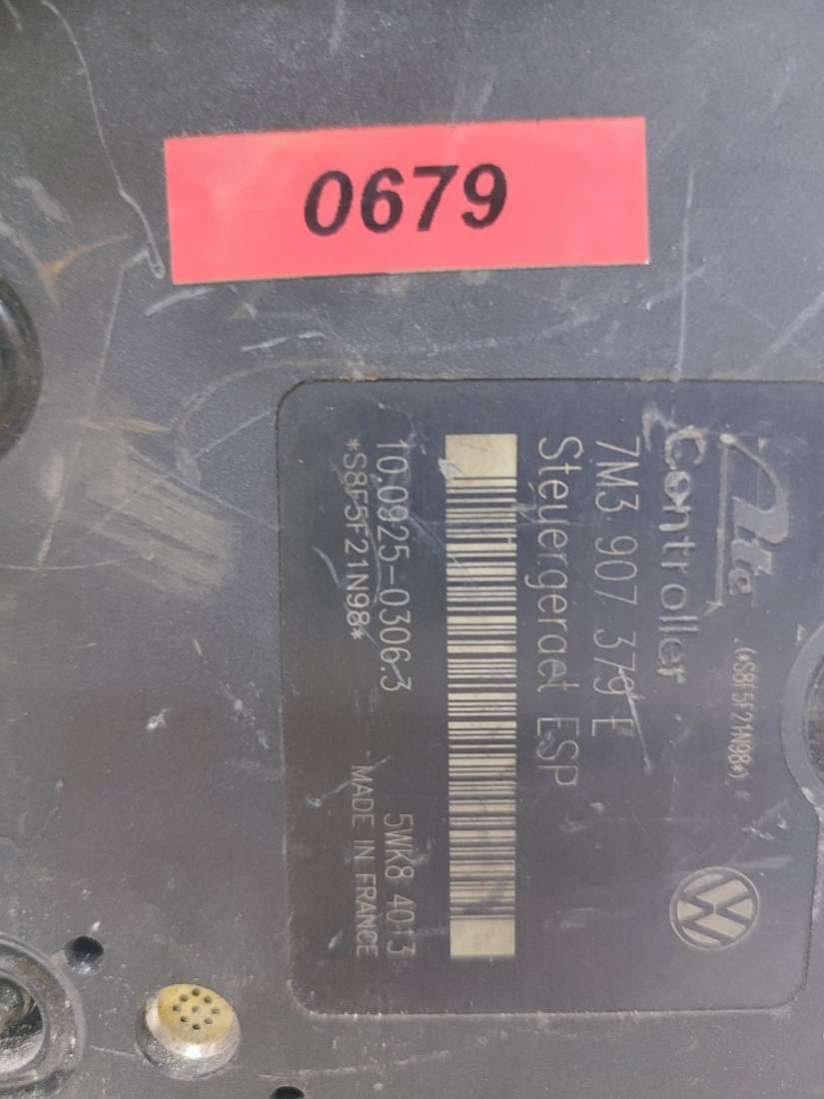 0679
Ate
(*S8F5F21N98*)
Controller
7M3 907 379 E
Steuergeraet ESP
10.0925-0306.3
5WK8 4013
*S8F5F21N98*
MADE IN FRANCE